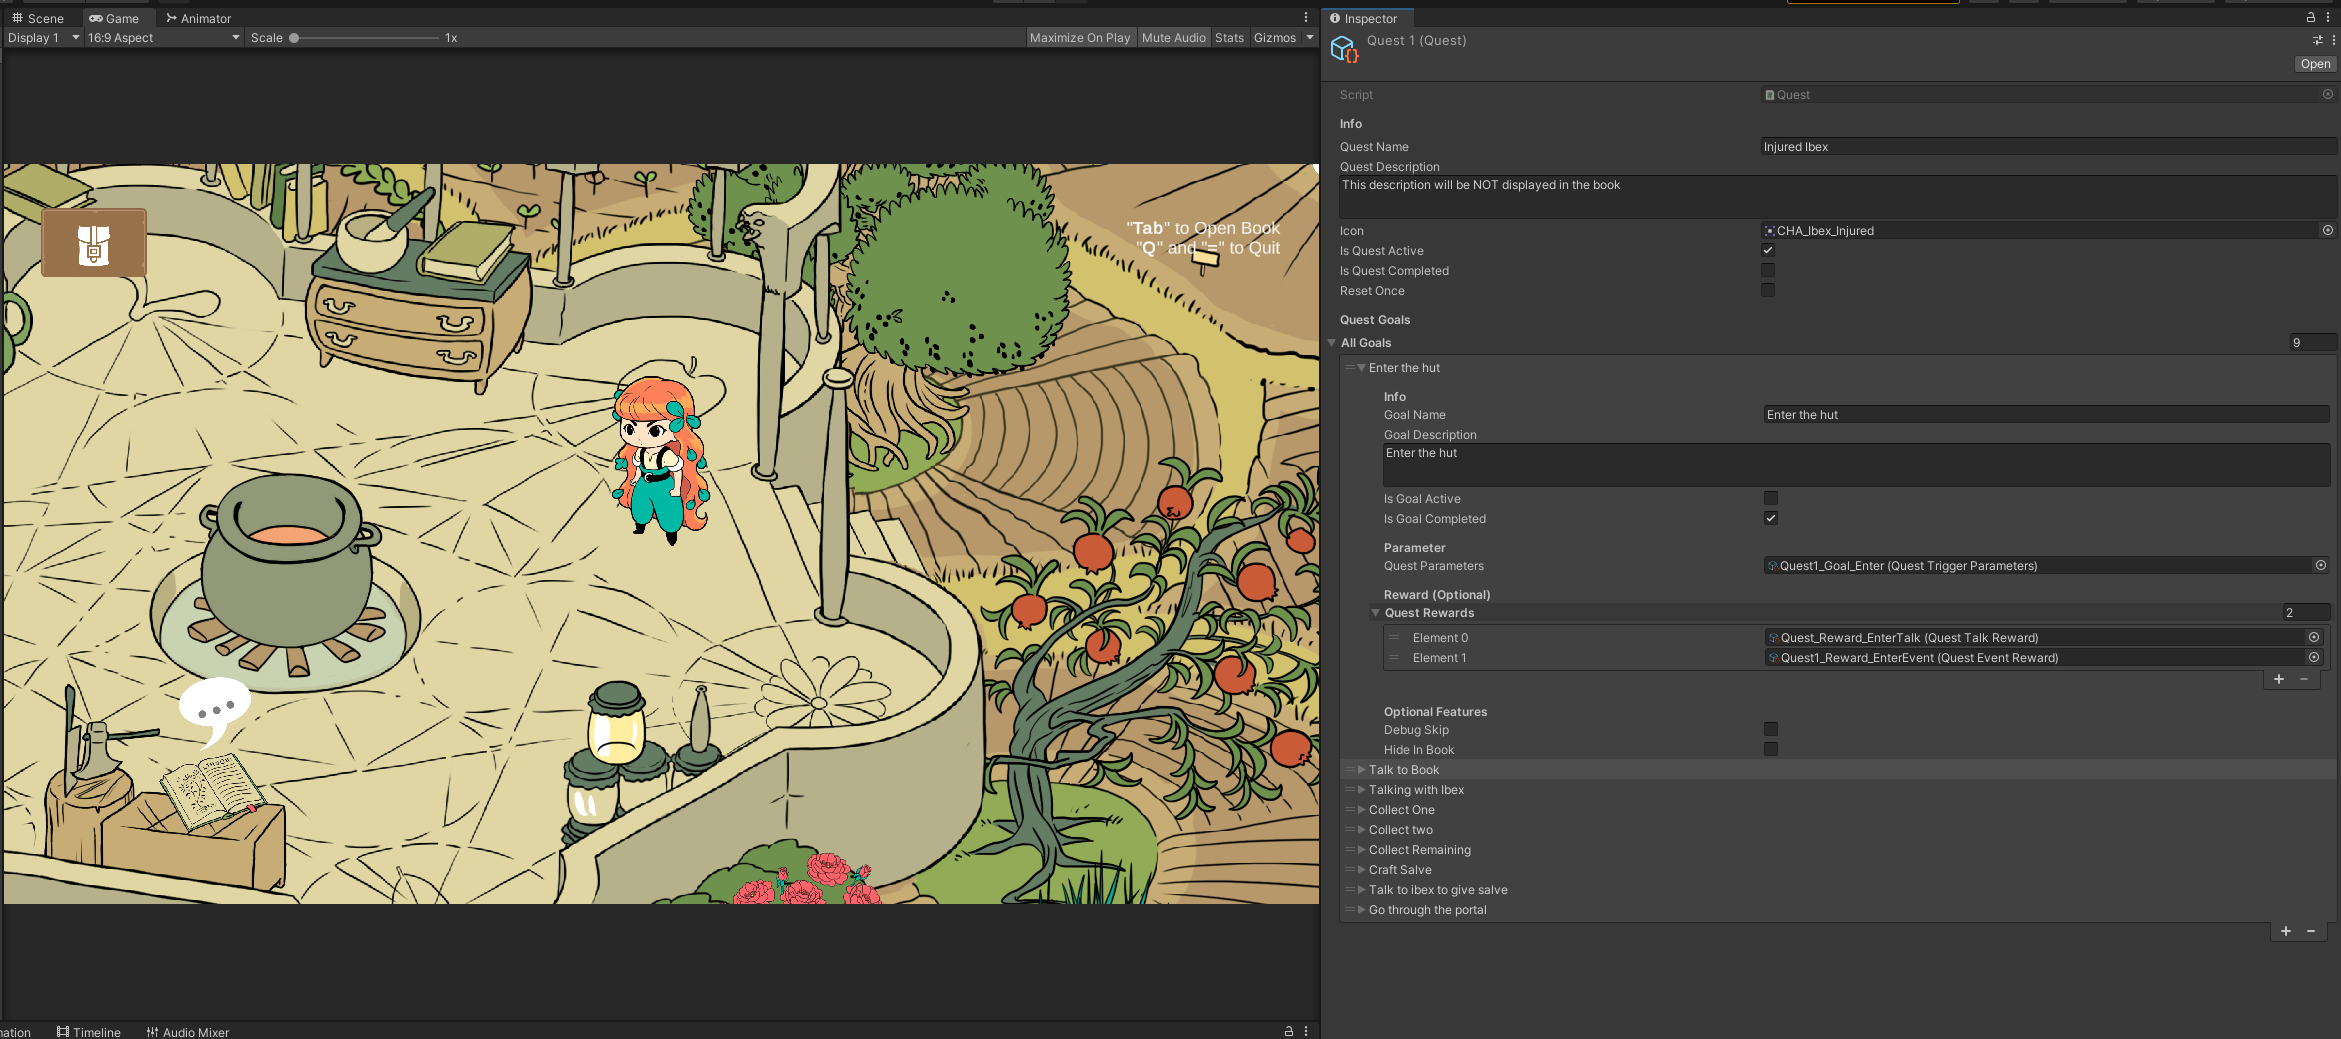 Scene
Game
Animator
Display 1
16:9 Aspect
Scale
1x
Maximize On Play
Mute Audio
Stats
Gizmos
"Tab" to Open Book
"Q" and "=" to Quit
Timeline
Audio Mixer
Inspector
Quest 1 (Quest)
Open
Script
Quest
Info
Quest Name
Injured Ibex
Quest Description
This description will be NOT displayed in the book
Icon
CHA_Ibex_Injured
Is Quest Active
Is Quest Completed
Reset Once
Quest Goals
All Goals
9
Enter the hut
Info
Goal Name
Enter the hut
Goal Description
Enter the hut
Is Goal Active
Is Goal Completed
Parameter
Quest Parameters
Quest1_Goal_Enter (Quest Trigger Parameters)
Reward (Optional)
Quest Rewards
2
Element 0
Quest_Reward_EnterTalk (Quest Talk Reward)
Element 1
Quest1_Reward_EnterEvent (Quest Event Reward)
Optional Features
Debug Skip
Hide In Book
Talk to Book
Talking with Ibex
Collect One
Collect two
Collect Remaining
Craft Salve
Talk to ibex to give salve
Go through the portal